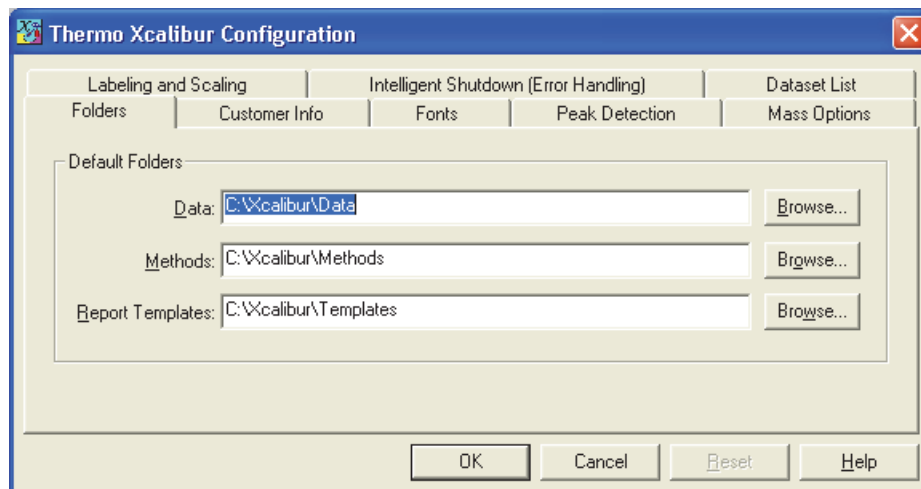 Thermo Xcalibur Configuration
Labeling and Scaling Intelligent Shutdown (Error Handling) Dataset List
Folders Customer Info Fonts Peak Detection Mass Options
Default Folders
Data: C:\Xcalibur\Data Browse...
Methods: C:\Xcalibur\Methods Browse...
Report Templates: C:\Xcalibur\Templates Browse...
OK Cancel Reset Help